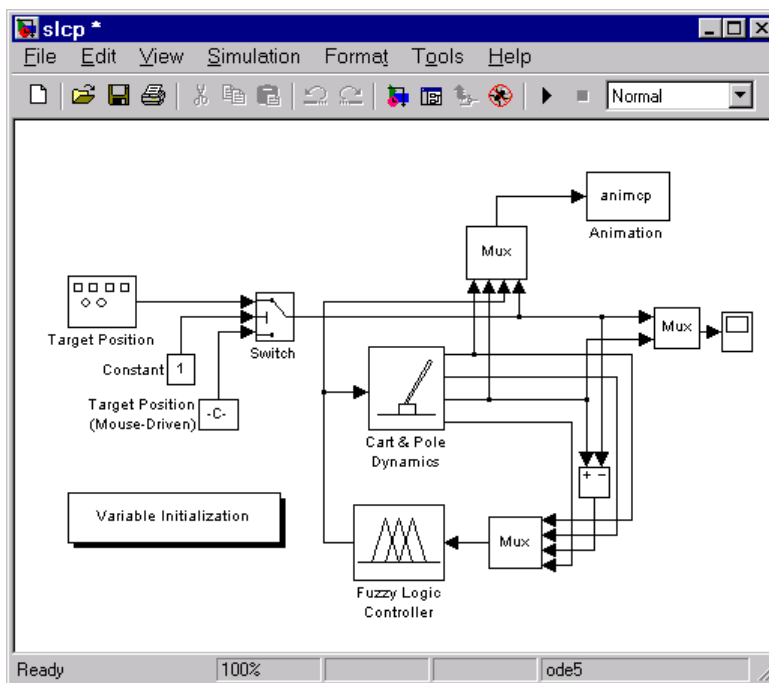 slcp *
File Edit View Simulation Format Tools Help
Normal
animcp
Animation
Mux
Target Position
Switch
Mux
Constant 1
Target Position
(Mouse-Driven)
-C-
Cart & Pole
Dynamics
+ -
Variable Initialization
Mux
Fuzzy Logic
Controller
Ready 100% ode5